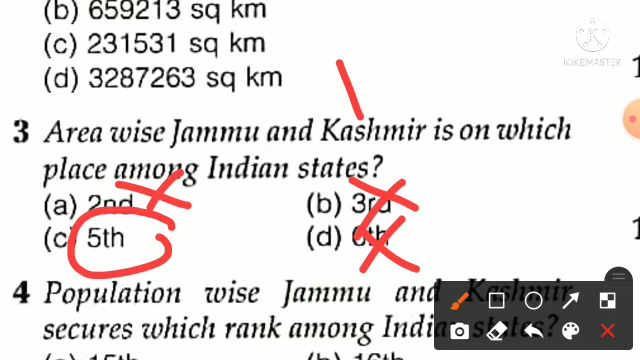 (b) 659213 sq km
(c) 231531 sq km
(d) 3287263 sq km
KINEMASTER
3 Area wise Jammu and Kashmir is on which
place among Indian states?
(a) 2nd (b) 3rd
(c) 5th (d) 6th
4 Population wise Jammu and Kashmir
secures which rank among Indian states?
(a) 15th (b) 16th